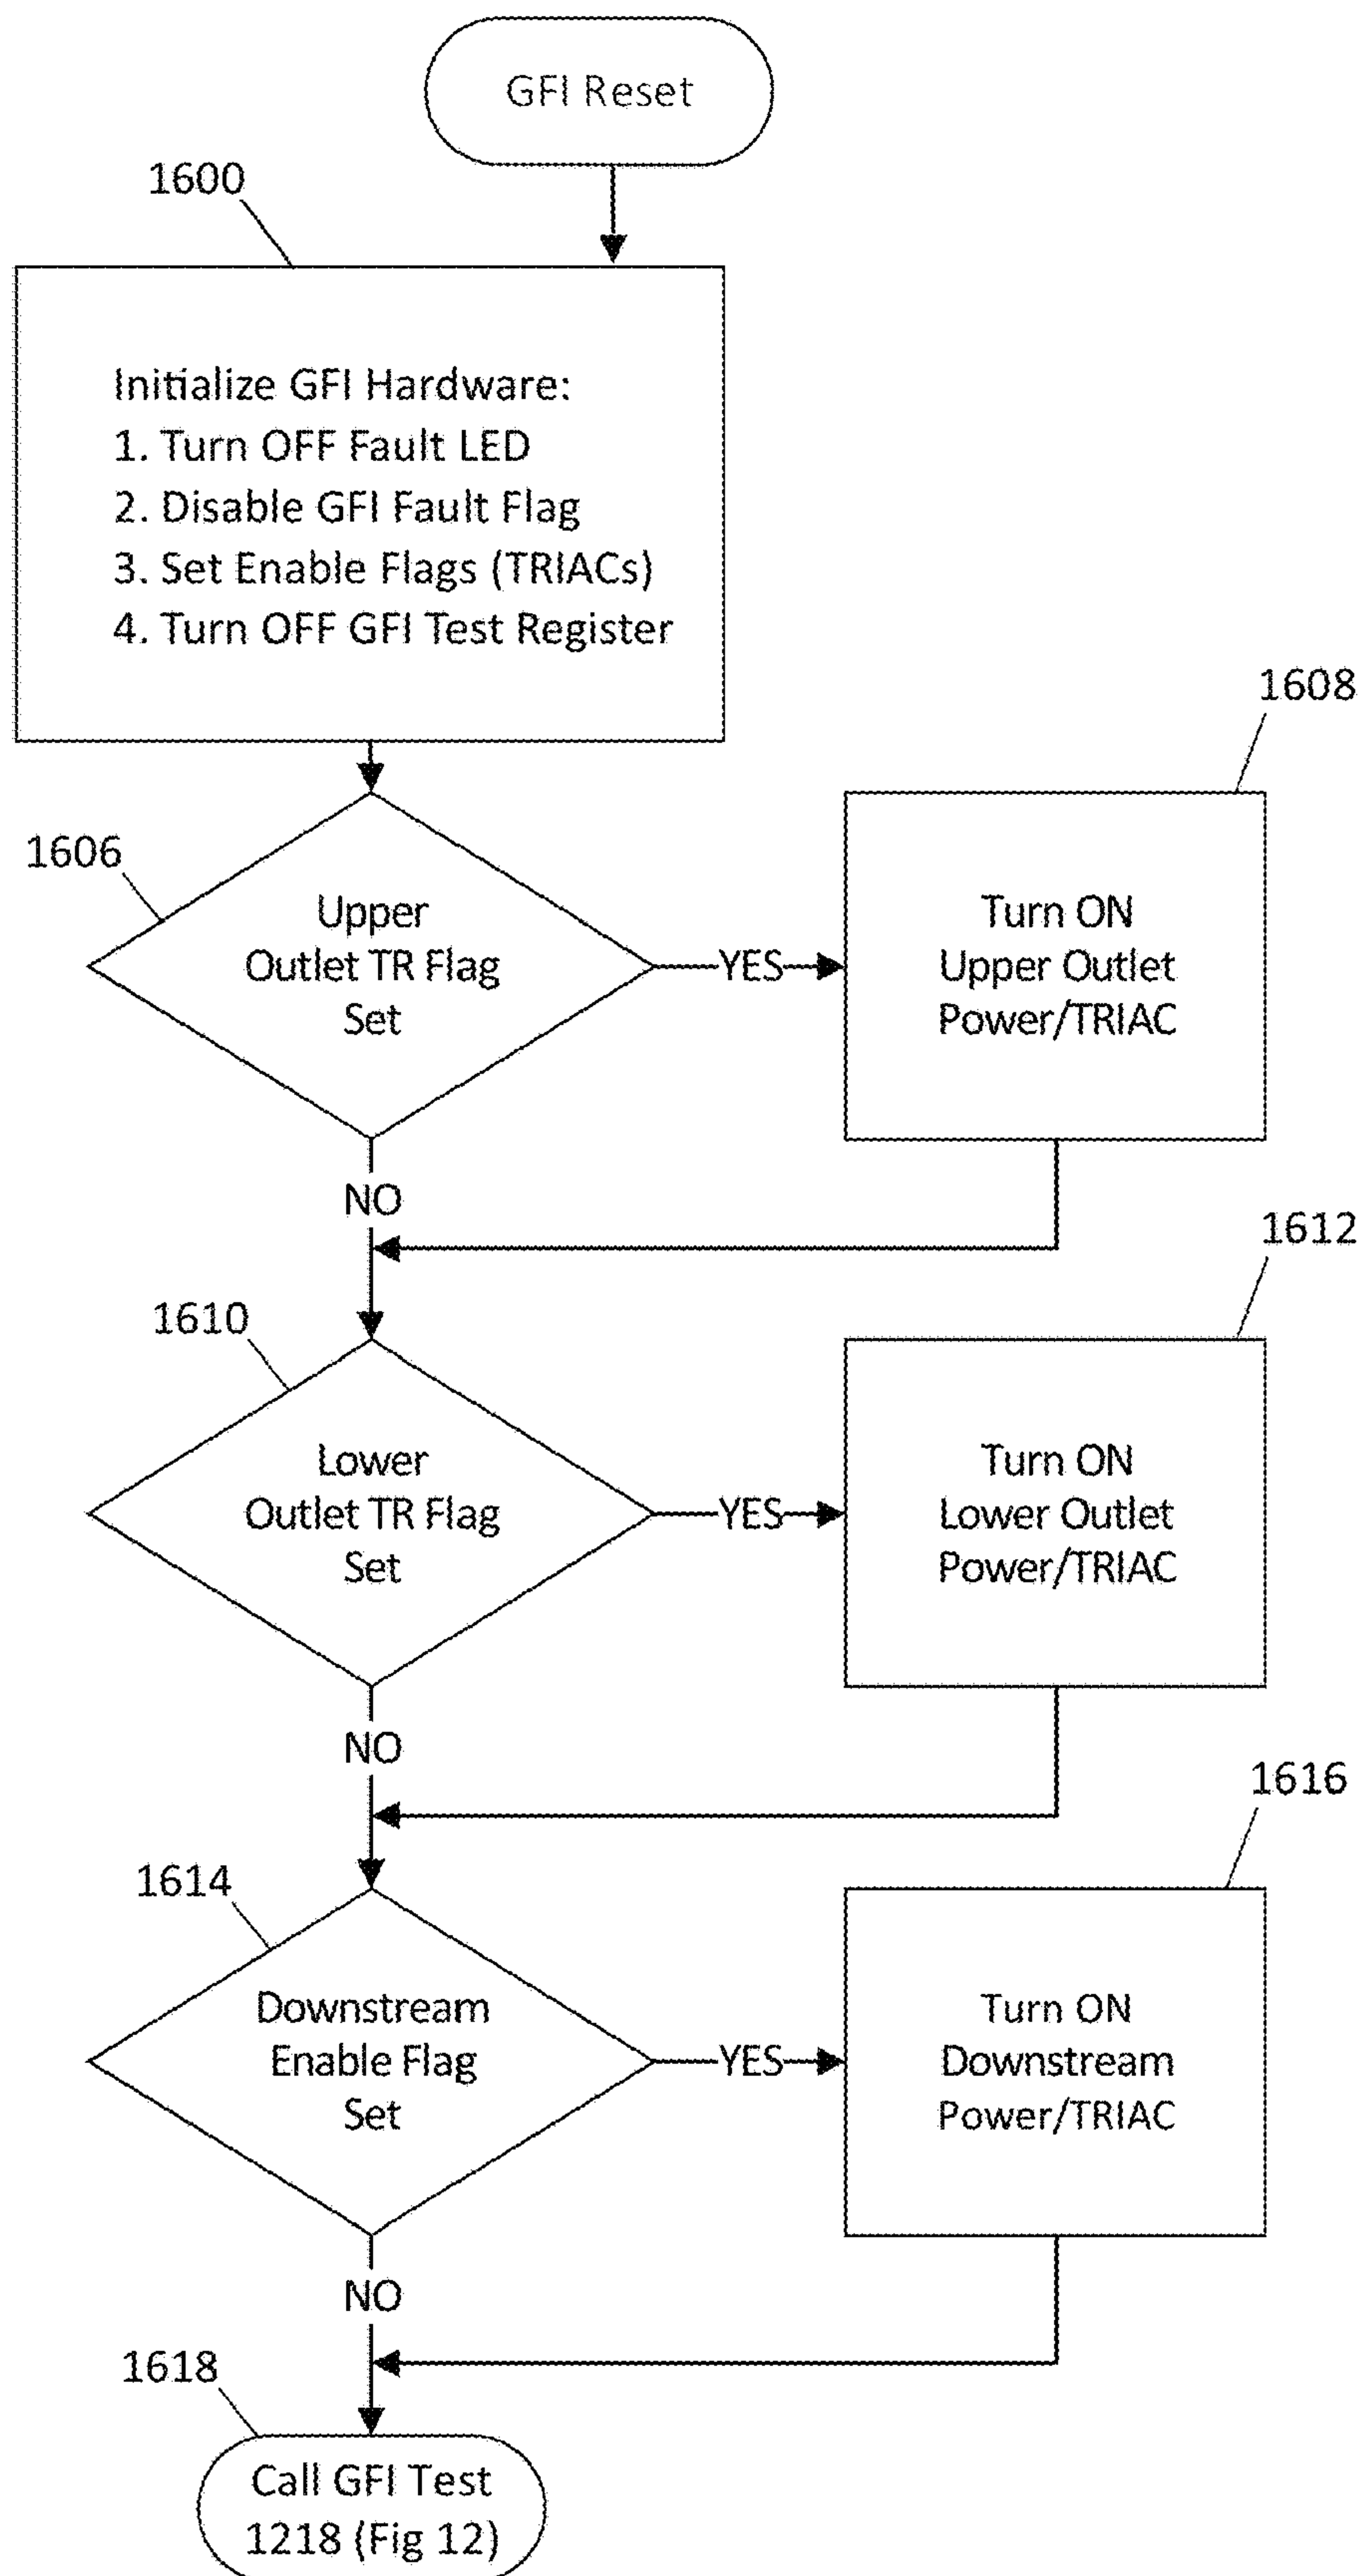 GFI Reset
1600
Initialize GFI Hardware:
1. Turn OFF Fault LED
2. Disable GFI Fault Flag
3. Set Enable Flags (TRIACs)
4. Turn OFF GFI Test Register
1608
1606
Upper
Outlet TR Flag
Set
YES
Turn ON
Upper Outlet
Power/TRIAC
NO
1612
1610
Lower
Outlet TR Flag
Set
YES
Turn ON
Lower Outlet
Power/TRIAC
NO
1616
1614
Downstream
Enable Flag
Set
YES
Turn ON
Downstream
Power/TRIAC
NO
1618
Call GFI Test
1218 (Fig 12)